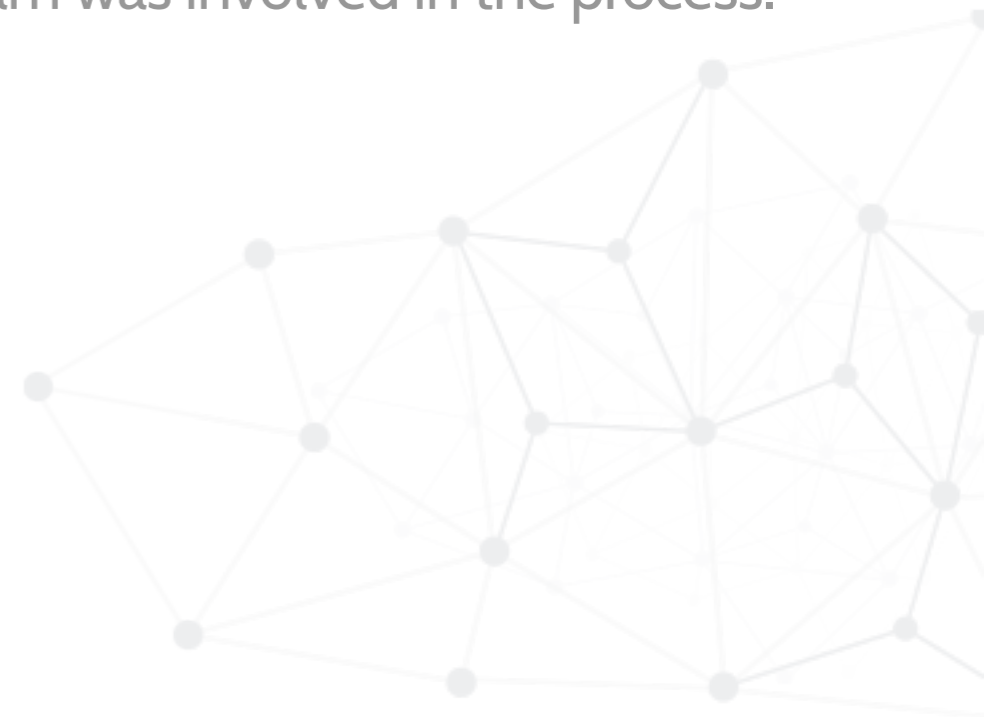 was involved in the process.